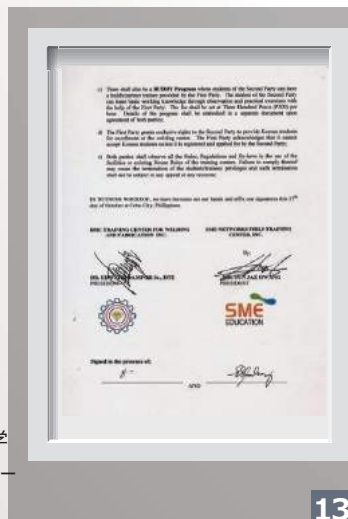 c) There shall also be a BUDDY Program where students of the Second Party can have
a buddy/partner trainee provided by the First Party. The student of the Second Party
can learn basic working knowledge through observation and practical exercises with
the help of the First Party. The fee shall be set at Three Hundred Pesos (P300) per
hour. Details of the program shall be embodied in a separate document upon
agreement of both parties.
d) The First Party grants exclusive rights to the Second Party to provide Korean students
for enrollment at the welding center. The First Party acknowledges that it cannot
accept Korean students unless it is registered and applied for by the Second Party;
e) Both parties shall observe all the Rules, Regulations and By-laws in the use of the
facilities or existing House Rules of the training center. Failure to comply thereof
may cause the termination of the students/trainees privileges and such termination
shall not be subject to any appeal or any recourse.
IN WITNESS WHEREOF, we have hereunto set our hands and affix our signatures this
day of October at Cebu City, Philippines.
TRAINING CENTER FOR WELDING
AND FABRICATION INC.
SME NETWORKS TRAINING
CENTER, INC.
By:
PRESIDENT
PRESIDENT
SME
EDUCATION
Signed in the presence of:
AND
13